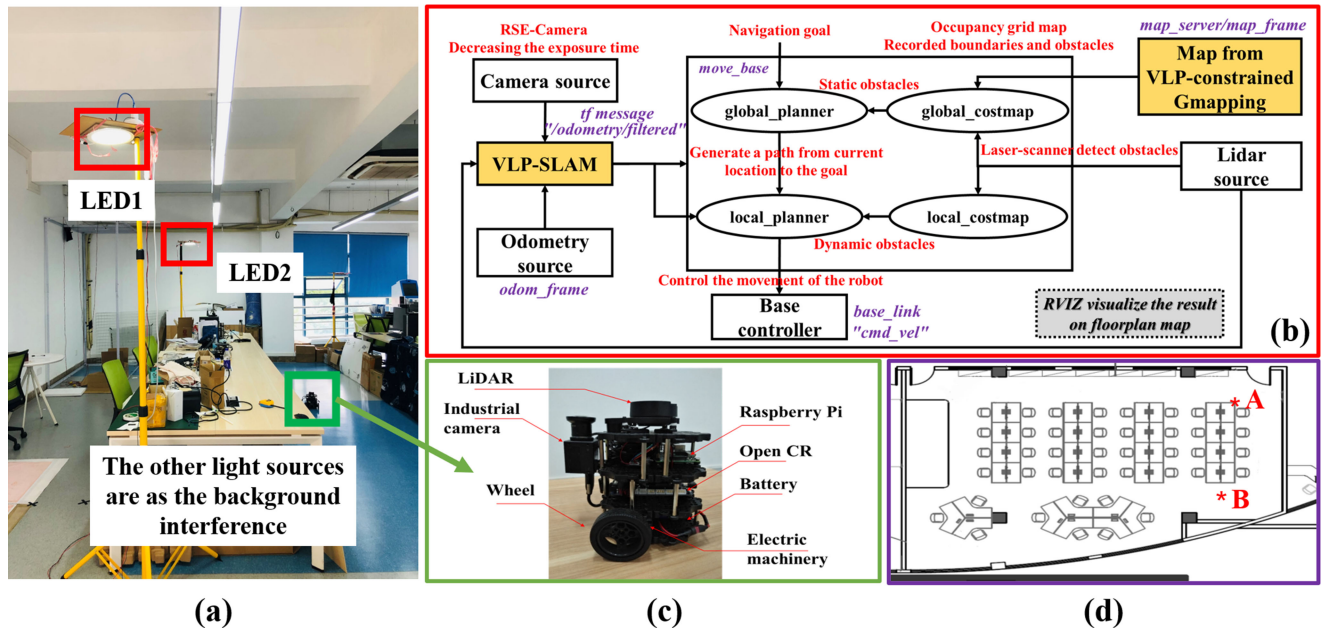 LED1
LED2
The other light sources
are as the background
interference
(a)
RSE-Camera
Decreasing the exposure time
Camera source
tf message
"/odometry/filtered"
VLP-SLAM
Odometry
source
odom_frame
Navigation goal
move_base
Occupancy grid map
Recorded boundaries and obstacles
map_server/map_frame
Map from
VLP-constrained
Gmapping
Static obstacles
global_planner
global_costmap
Generate a path from current
location to the goal
Laser-scanner detect obstacles
Lidar
source
local_planner
local_costmap
Dynamic obstacles
Control the movement of the robot
Base
controller
base_link
"cmd_vel"
RVIZ visualize the result
on floorplan map
(b)
LiDAR
Industrial
camera
Wheel
Raspberry Pi
Open CR
Battery
Electric
machinery
(c)
* A
* B
(d)